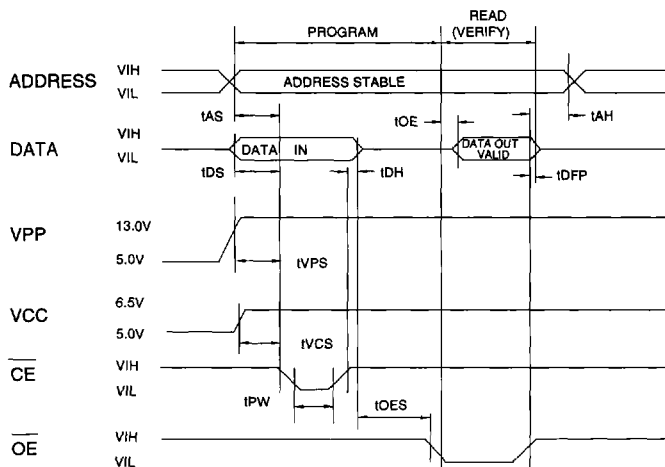 PROGRAM
READ
(VERIFY)
ADDRESS
VIH
VIL
ADDRESS STABLE
tAS
tOE
tAH
DATA
VIH
VIL
DATA IN
DATA OUT
VALID
tDS
tDH
tDFP
VPP
13.0V
5.0V
tVPS
VCC
6.5V
5.0V
tVCS
CE
VIH
VIL
tPW
tOES
OE
VIH
VIL